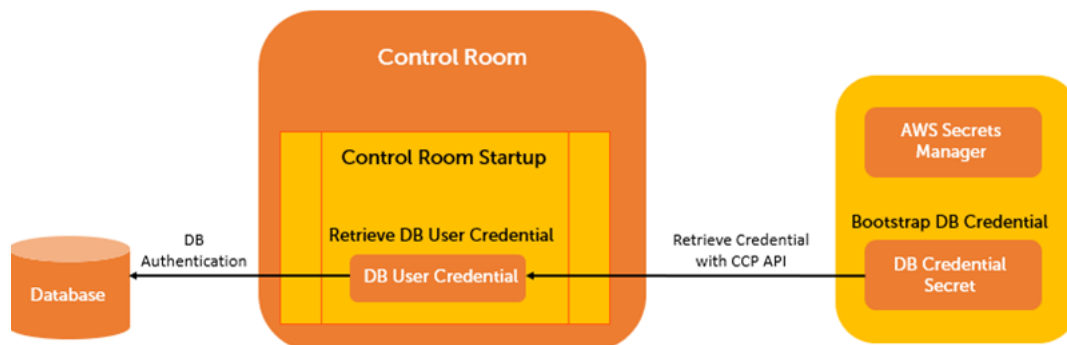 Control Room
AWS Secrets
Manager
Control Room Startup
Bootstrap DB Credential
Retrieve DB User Credential
DB
Authentication
Retrieve Credential
with CCP API
DB User Credential
DB Credential
Secret
Database